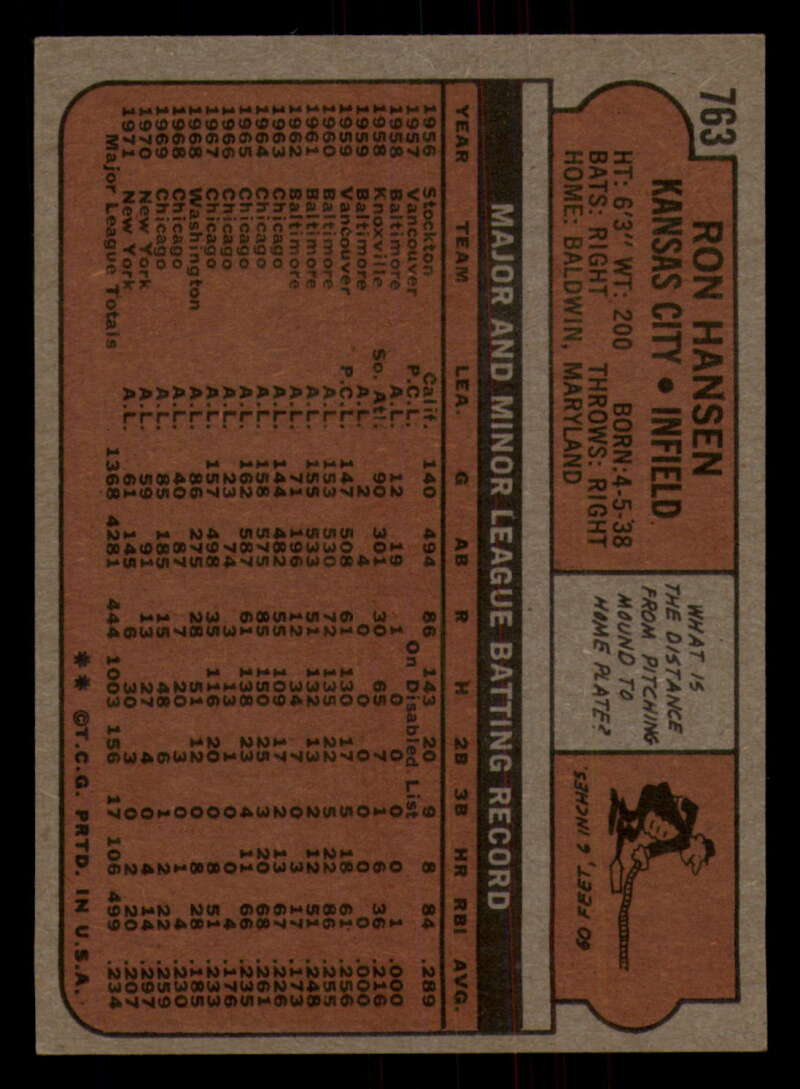 763
RON HANSEN
KANSAS CITY • INFIELD
HT: 6'3" WT: 200 BORN: 4-5-38
BATS: RIGHT THROWS: RIGHT
HOME: BALDWIN, MARYLAND
WHAT IS
THE DISTANCE
FROM PITCHING
MOUND TO
HOME PLATE?
60 FEET, 6 INCHES.
MAJOR AND MINOR LEAGUE BATTING RECORD
YEAR TEAM LEA. G AB R H 2B 3B HR RBI AVG.
1956 Stockton Calif. 140 494 86 143 20 9 8 84 .289
1957 Vancouver P.C.L. On Disabled List
1958 Baltimore A.L. 12 19 1 0 0 0 0 1 .000
1958 Knoxville So. Atl. 90 301 30 65 7 1 6 36 .216
1959 Baltimore A.L. 2 4 0 0 0 0 0 0 .000
1959 Vancouver P.C.L. 147 508 61 130 17 5 18 61 .256
1960 Baltimore A.L. 153 530 72 135 22 5 22 86 .255
1961 Baltimore A.L. 155 533 51 132 13 2 12 51 .248
1962 Baltimore A.L. 71 196 12 34 7 0 3 17 .173
1963 Chicago A.L. 144 482 55 109 17 2 13 67 .226
1964 Chicago A.L. 158 575 85 150 25 3 20 68 .261
1965 Chicago A.L. 162 587 61 138 23 4 11 66 .235
1966 Chicago A.L. 23 74 3 13 1 0 0 4 .176
1967 Chicago A.L. 157 498 35 116 20 0 8 51 .233
1968 Washington A.L. 86 275 28 51 12 0 8 28 .185
1968 Chicago A.L. 40 87 7 20 3 0 1 4 .230
1969 Chicago A.L. 85 185 15 48 6 1 2 22 .259
1970 New York A.L. 59 91 13 27 4 0 4 14 .297
1971 New York A.L. 61 145 6 30 3 0 2 20 .207
Major League Totals 1368 4281 444 1003 156 17 106 499 .234
** ©T.C.G. PRTD. IN U.S.A.